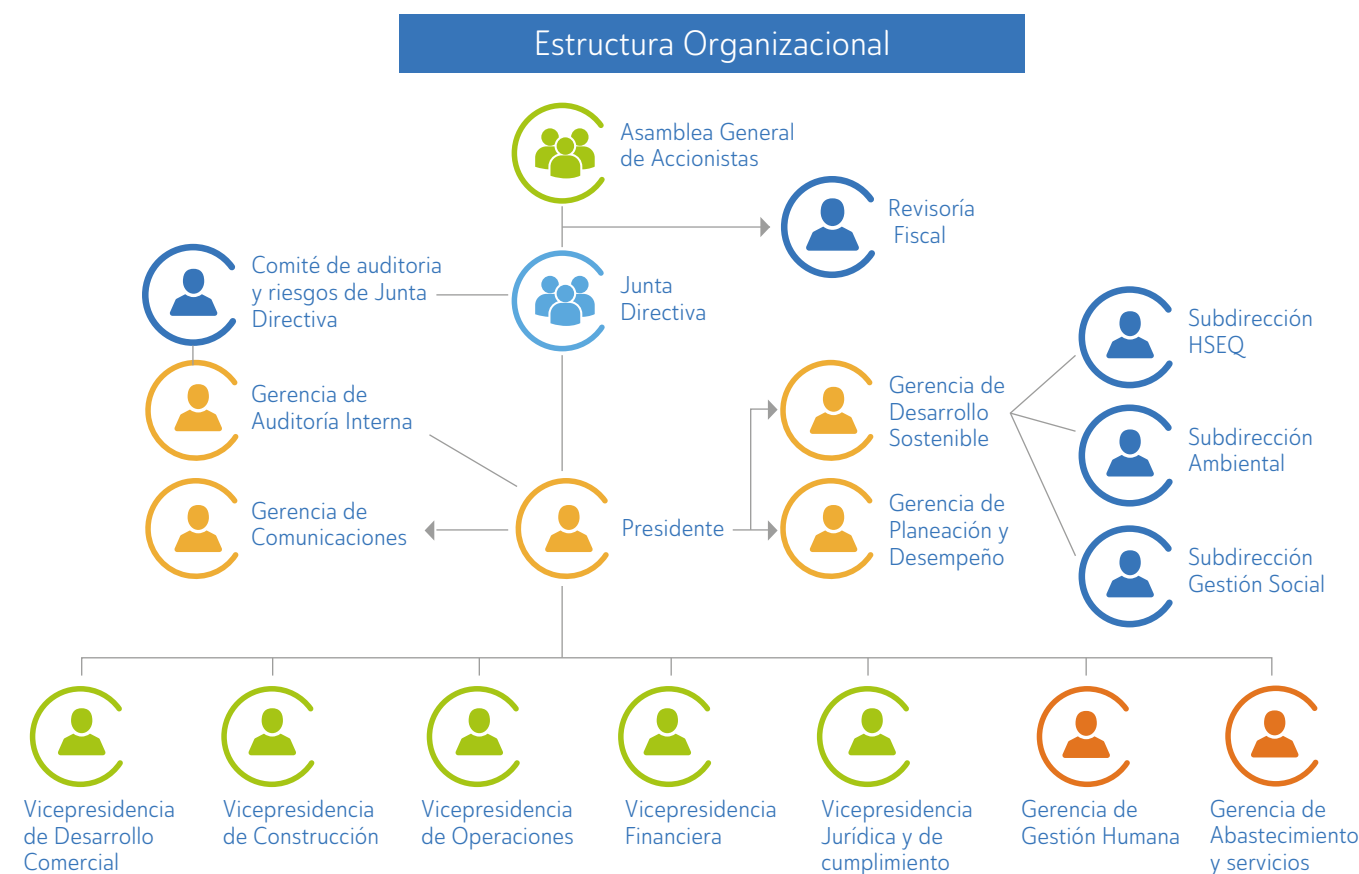 Estructura Organizacional
Asamblea General
de Accionistas
Revisoría
Fiscal
Comité de auditoria
y riesgos de Junta
Directiva
Junta
Directiva
Subdirección
HSEQ
Gerencia de
Auditoría Interna
Gerencia de
Desarrollo
Sostenible
Subdirección
Ambiental
Gerencia de
Comunicaciones
Presidente
Gerencia de
Planeación y
Desempeño
Subdirección
Gestión Social
Vicepresidencia
de Desarrollo
Comercial
Vicepresidencia
de Construcción
Vicepresidencia
de Operaciones
Vicepresidencia
Financiera
Vicepresidencia
Jurídica y de
cumplimiento
Gerencia de
Gestión Humana
Gerencia de
Abastecimiento
y servicios